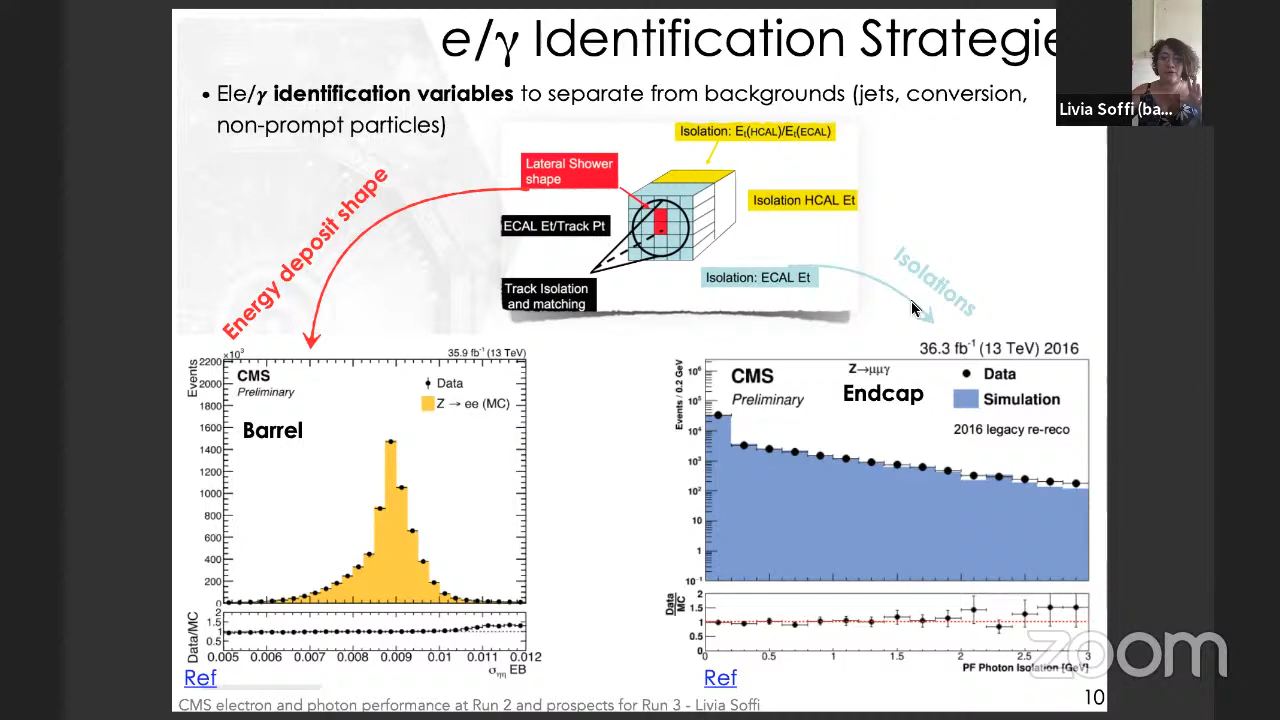 e/γ Identification Strategie
Livia Soffi (ba...
• Ele/γ identification variables to separate from backgrounds (jets, conversion,
non-prompt particles)
Isolation: Et(HCAL)/Et(ECAL)
Lateral Shower
shape
Isolation HCAL Et
ECAL Et/Track Pt
Isolation: ECAL Et
Track Isolation
and matching
Energy deposit shape
Isolations
×10³
35.9 fb⁻¹ (13 TeV)
Events
CMS
Preliminary
Data
Z → ee (MC)
Barrel
2200
2000
1800
1600
1400
1200
1000
800
600
400
200
0
Data/MC
2
1.5
1
0.5
0.005 0.006 0.007 0.008 0.009 0.01 0.011 0.012
σηη EB
Ref
36.3 fb⁻¹ (13 TeV) 2016
Events / 0.2 GeV
CMS
Preliminary
Z→μμγ
Endcap
Data
Simulation
2016 legacy re-reco
10⁶
10⁵
10⁴
10³
10²
10
1
10⁻¹
Data
MC
2
1.5
1
0.5
0
0 0.5 1 1.5 2 2.5 3
PF Photon Isolation [GeV]
Ref
zoom
10
CMS electron and photon performance at Run 2 and prospects for Run 3 - Livia Soffi